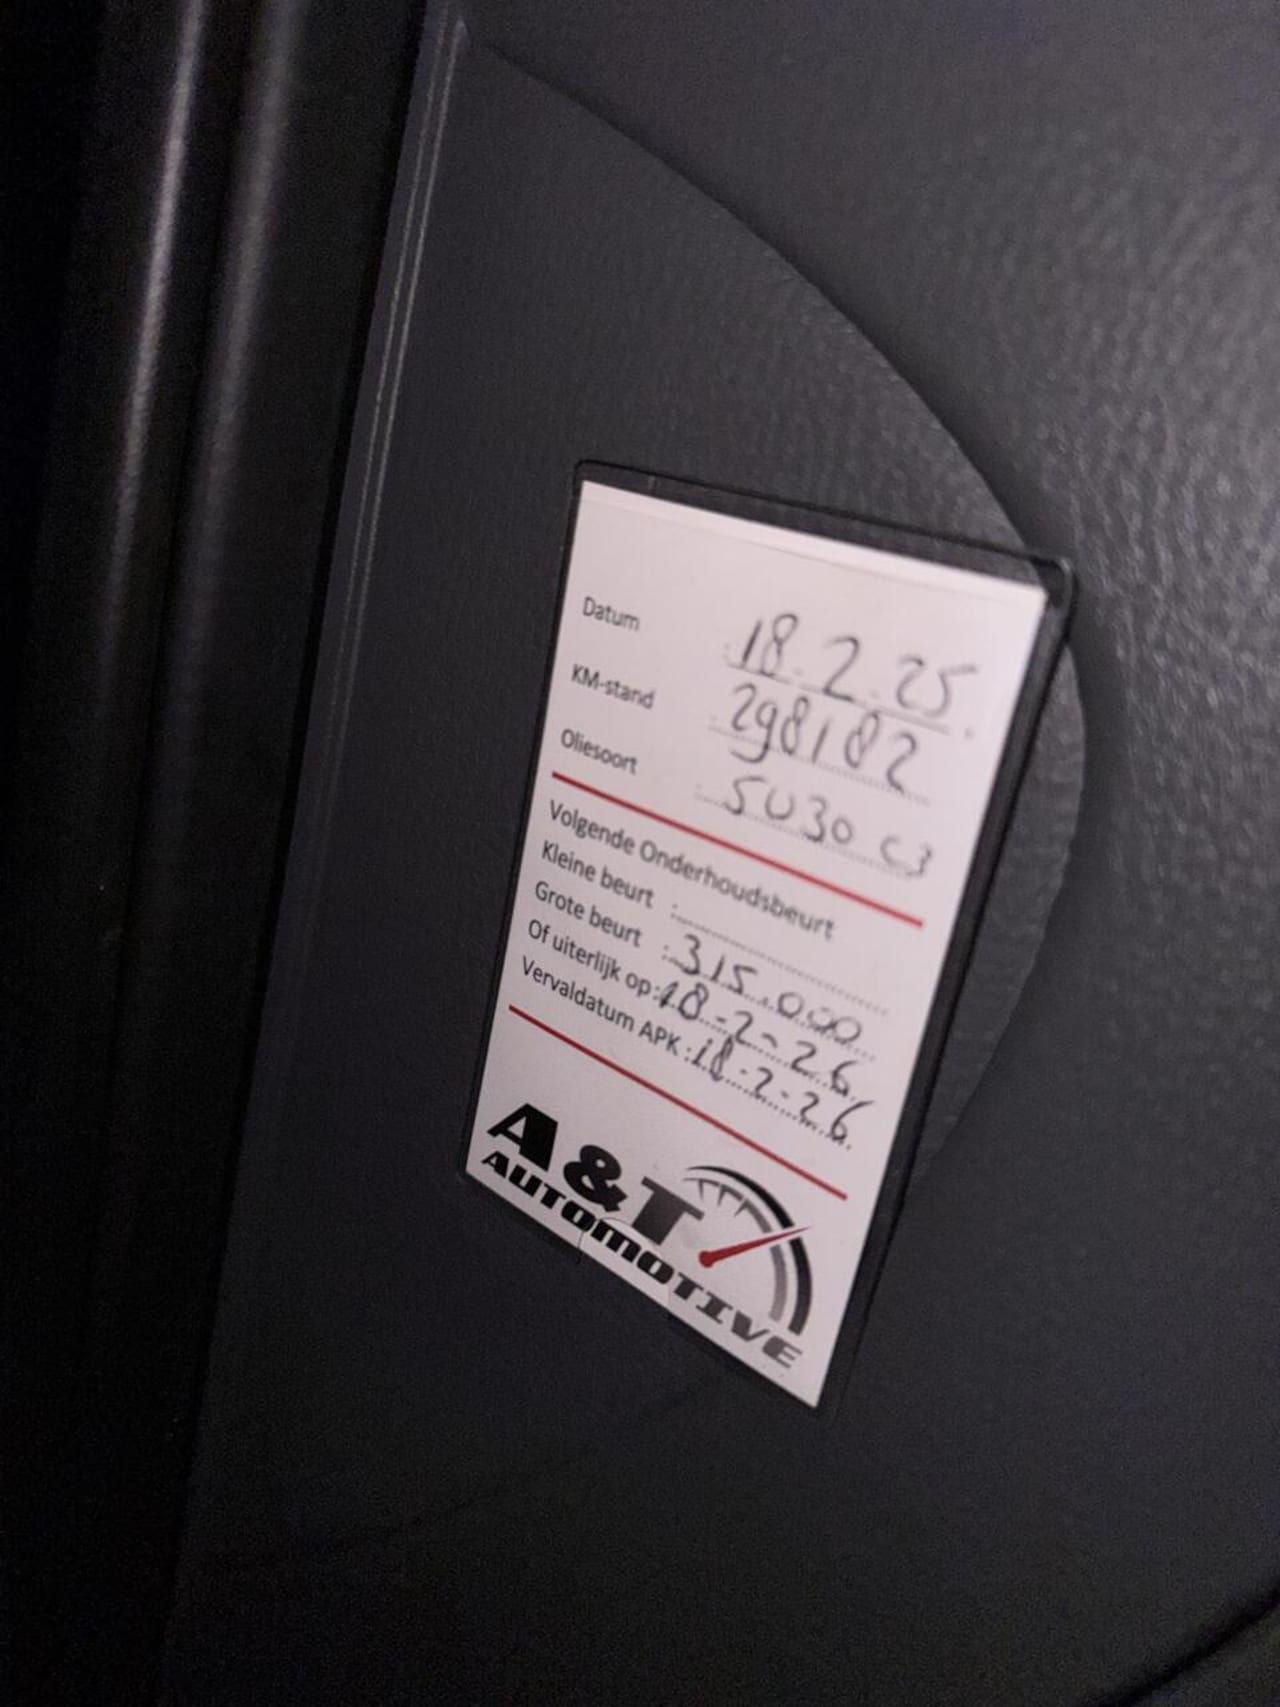 Datum : 18.2.25.
KM-stand : 298182
Oliesoort : 5W30 C3
Volgende Onderhoudsbeurt
Kleine beurt :
Grote beurt : 315.000
Of uiterlijk op: 18-2-26
Vervaldatum APK : 18-2-26
A&T
AUTOMOTIVE